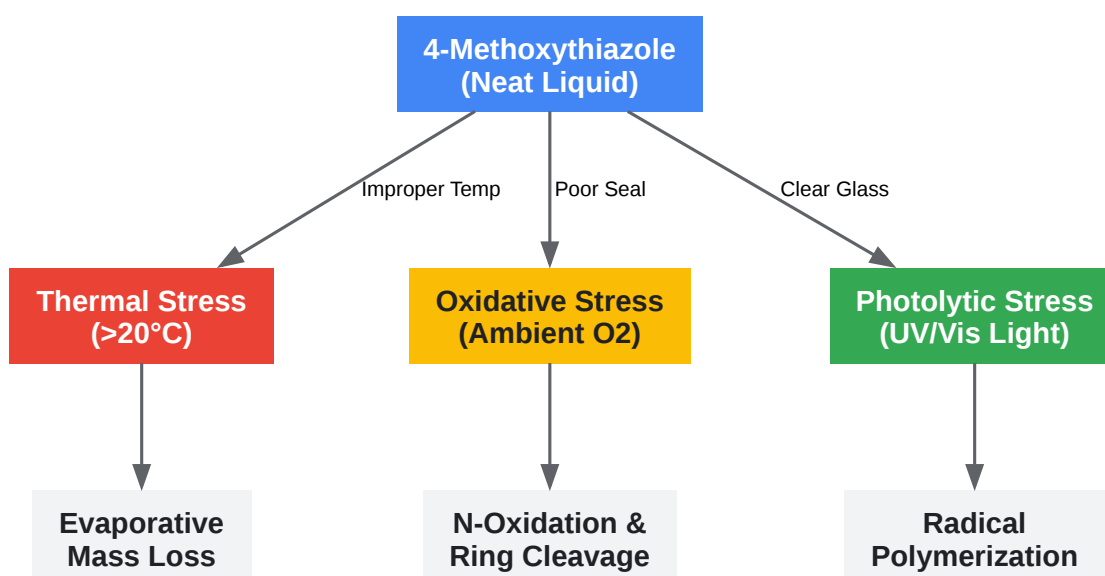 4-Methoxythiazole
(Neat Liquid)
Improper Temp
Poor Seal
Clear Glass
Thermal Stress
(>20°C)
Oxidative Stress
(Ambient O2)
Photolytic Stress
(UV/Vis Light)
Evaporative
Mass Loss
N-Oxidation &
Ring Cleavage
Radical
Polymerization